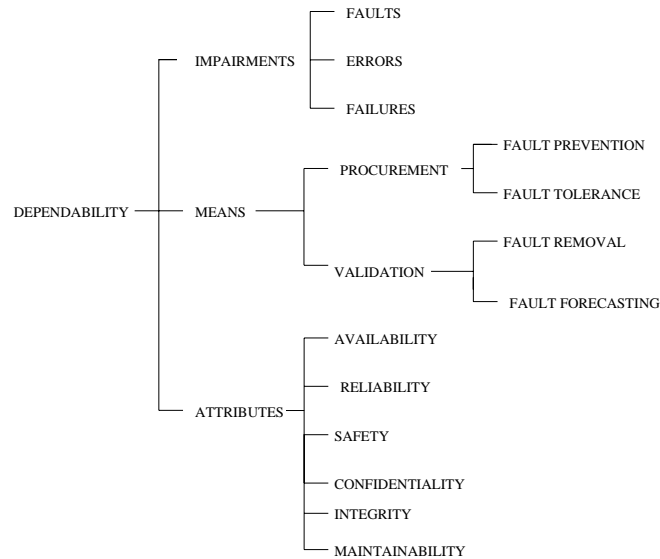 FAULTS
IMPAIRMENTS
ERRORS
FAILURES
FAULT PREVENTION
PROCUREMENT
FAULT TOLERANCE
DEPENDABILITY
MEANS
FAULT REMOVAL
VALIDATION
FAULT FORECASTING
AVAILABILITY
RELIABILITY
ATTRIBUTES
SAFETY
CONFIDENTIALITY
INTEGRITY
MAINTAINABILITY